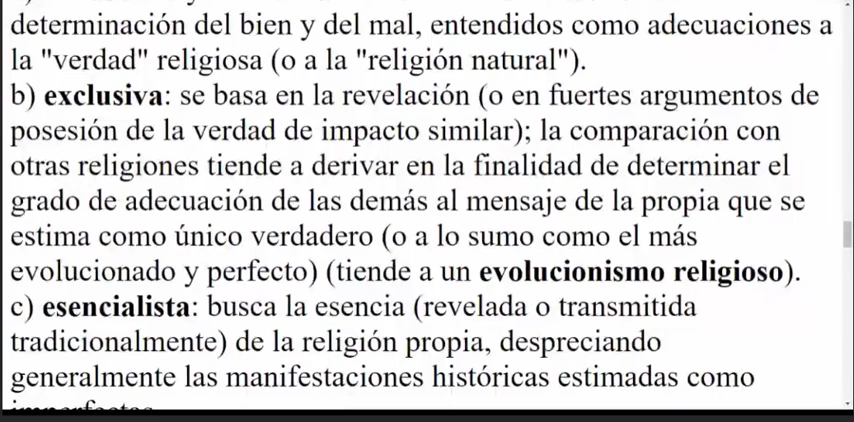 determinación del bien y del mal, entendidos como adecuaciones a
la "verdad" religiosa (o a la "religión natural").
b) exclusiva: se basa en la revelación (o en fuertes argumentos de
posesión de la verdad de impacto similar); la comparación con
otras religiones tiende a derivar en la finalidad de determinar el
grado de adecuación de las demás al mensaje de la propia que se
estima como único verdadero (o a lo sumo como el más
evolucionado y perfecto) (tiende a un evolucionismo religioso).
c) esencialista: busca la esencia (revelada o transmitida
tradicionalmente) de la religión propia, despreciando
generalmente las manifestaciones históricas estimadas como